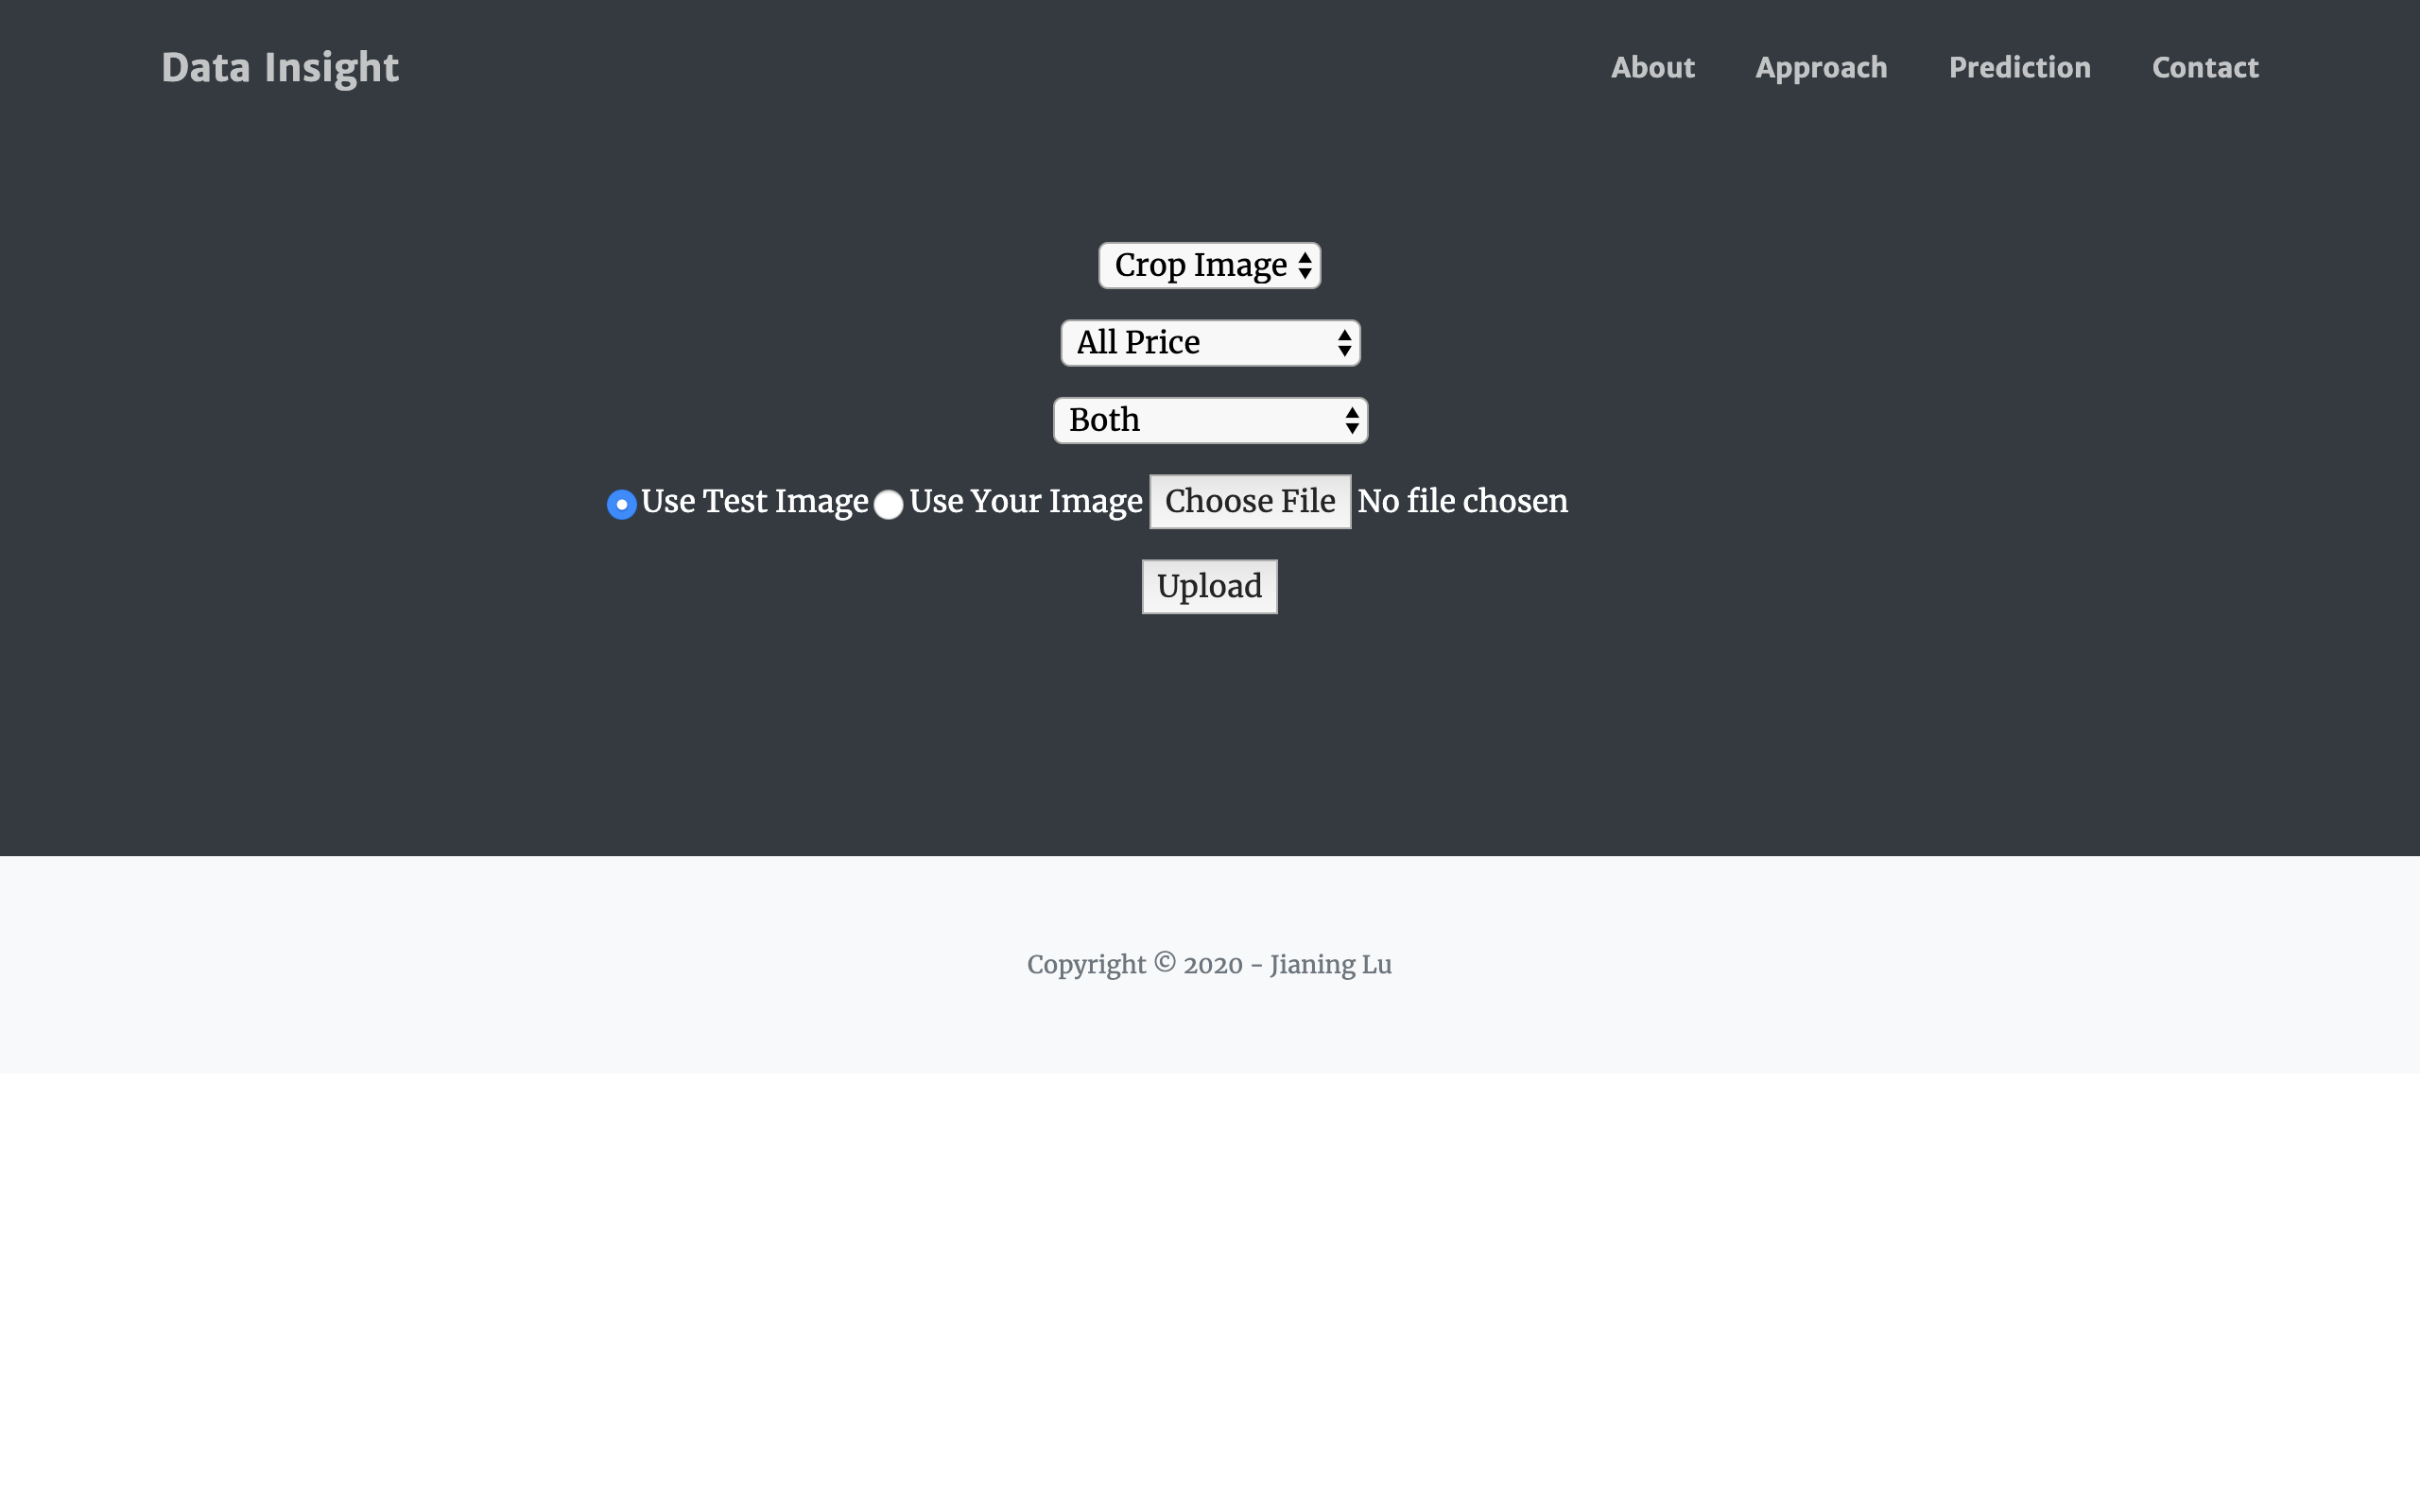 Data Insight About Approach Prediction Contact
Crop Image
All Price
Both
Use Test Image Use Your Image Choose File No file chosen
Upload
Copyright © 2020 - Jianing Lu